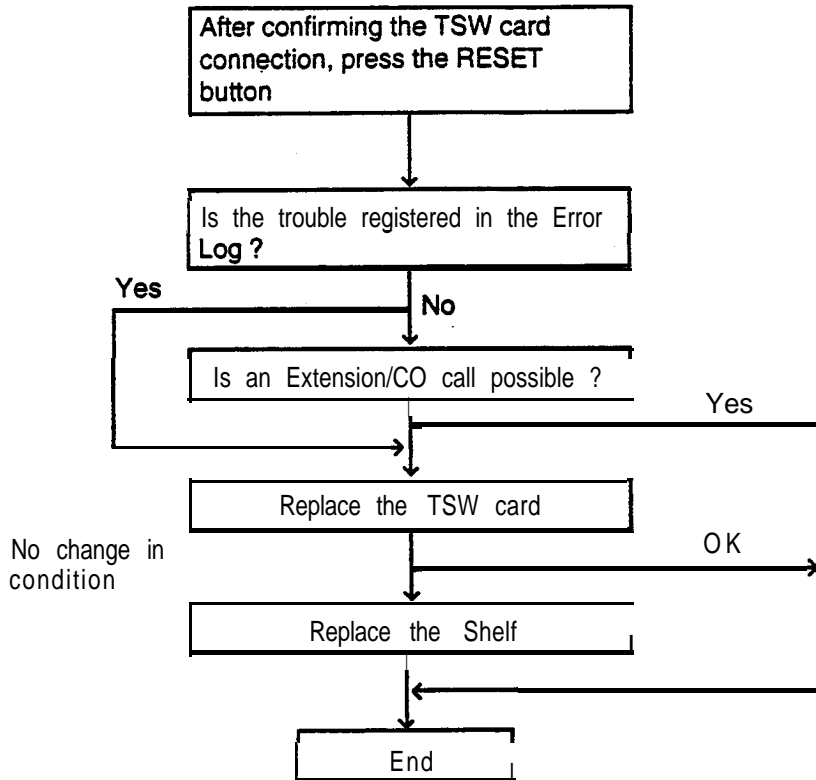 After confirming the TSW card
connection, press the RESET
button
Is the trouble registered in the Error
Log ?
Yes
No
Is an Extension/CO call possible ?
Yes
Replace the TSW card
No change in
condition
OK
Replace the Shelf
End